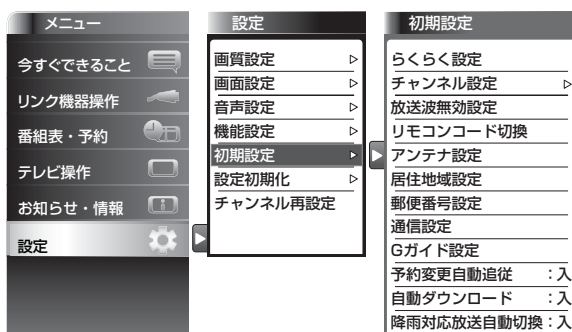 メニュー
今すぐできること
リンク機器操作
番組表・予約
テレビ操作
お知らせ・情報
設定
設定
画質設定
画面設定
音声設定
機能設定
初期設定
設定初期化
チャンネル再設定
初期設定
らくらく設定
チャンネル設定
放送波無効設定
リモコンコード切換
アンテナ設定
居住地域設定
郵便番号設定
通信設定
Gガイド設定
予約変更自動追従 :入
自動ダウンロード :入
降雨対応放送自動切換:入